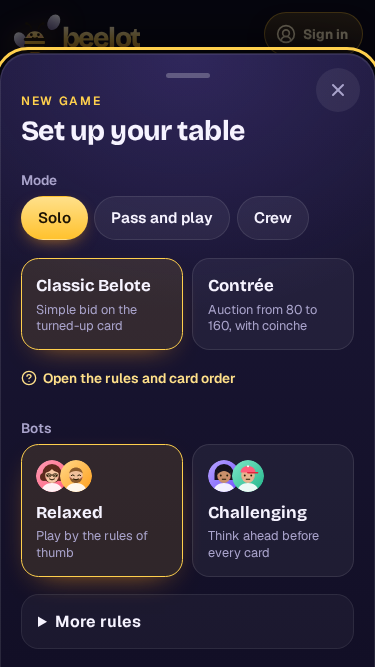 beelot
Sign in
NEW GAME
Set up your table
Mode
Solo
Pass and play
Crew
Classic Belote
Simple bid on the
turned-up card
Contrée
Auction from 80 to
160, with coinche
Open the rules and card order
Bots
Relaxed
Play by the rules of
thumb
Challenging
Think ahead before
every card
More rules